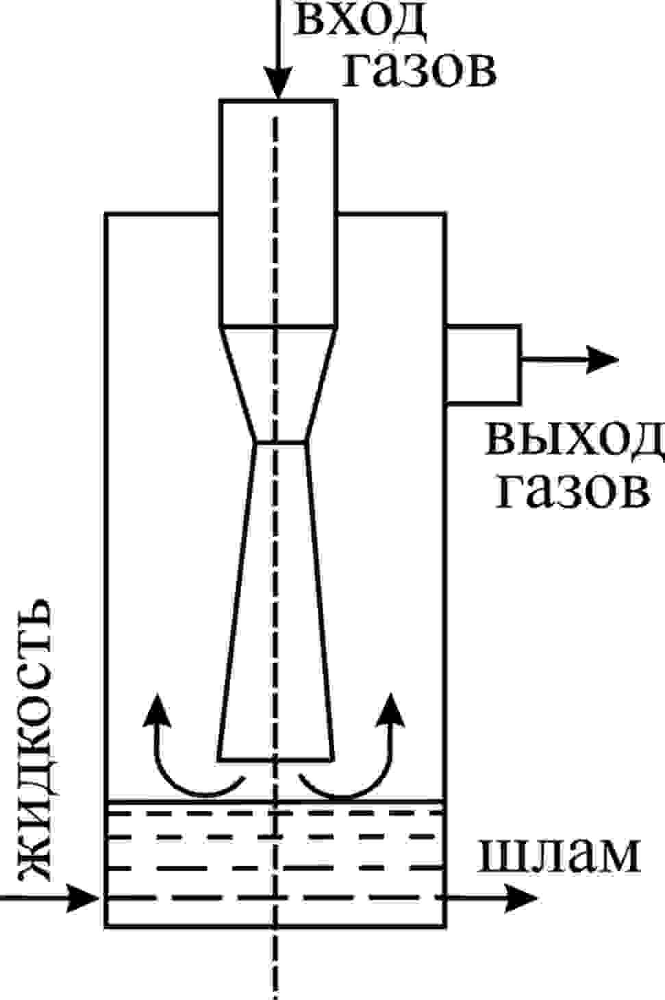 вход
газов
выход
газов
жидкость
шлам